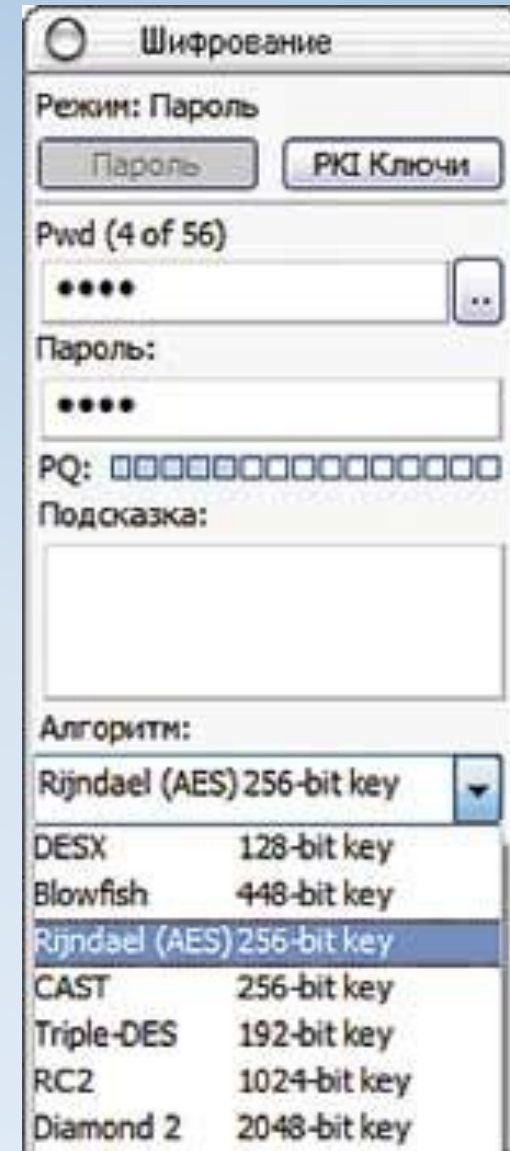 Шифрование
Режим: Пароль
Пароль PKI Ключи
Pwd (4 of 56)
••••
..
Пароль:
••••
PQ:
Подсказка:
Алгоритм:
Rijndael (AES) 256-bit key
DESX 128-bit key
Blowfish 448-bit key
Rijndael (AES) 256-bit key
CAST 256-bit key
Triple-DES 192-bit key
RC2 1024-bit key
Diamond 2 2048-bit key